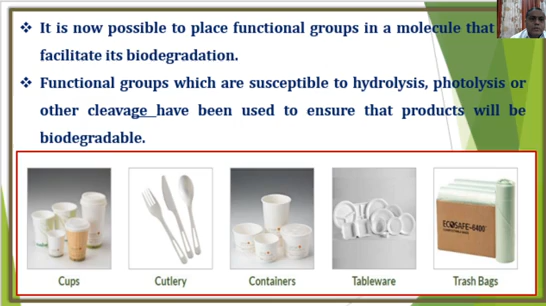 ❖ It is now possible to place functional groups in a molecule that
facilitate its biodegradation.
❖ Functional groups which are susceptible to hydrolysis, photolysis or
other cleavage have been used to ensure that products will be
biodegradable.
ECOSAFE-6400
Cups Cutlery Containers Tableware Trash Bags